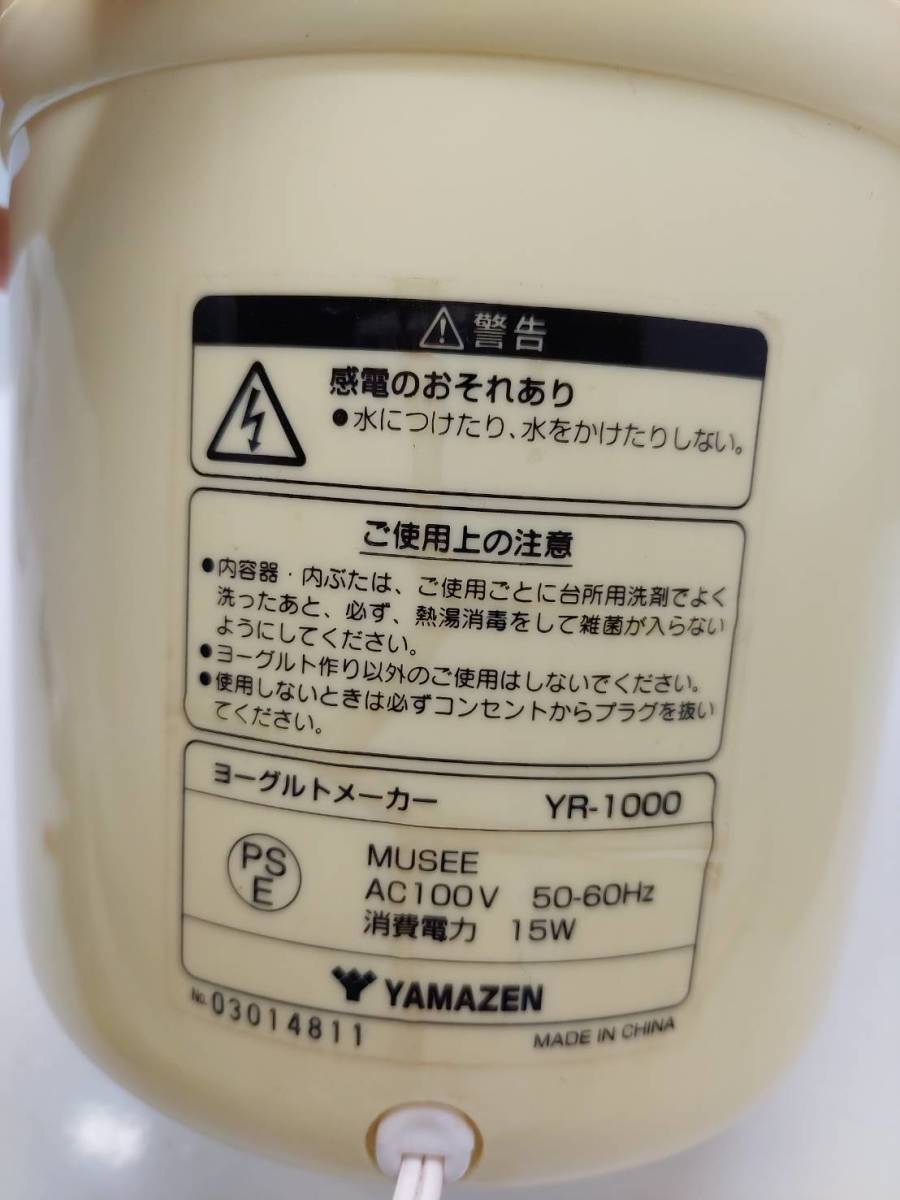 ⚠警告
感電のおそれあり
●水につけたり、水をかけたりしない。
ご使用上の注意
●内容器・内ぶたは、ご使用ごとに台所用洗剤でよく
洗ったあと、必ず、熱湯消毒をして雑菌が入らない
ようにしてください。
●ヨーグルト作り以外のご使用はしないでください。
●使用しないときは必ずコンセントからプラグを抜い
てください。
ヨーグルトメーカー YR-1000
PS
E
MUSEE
AC100V 50-60Hz
消費電力 15W
YAMAZEN
No.03014811
MADE IN CHINA